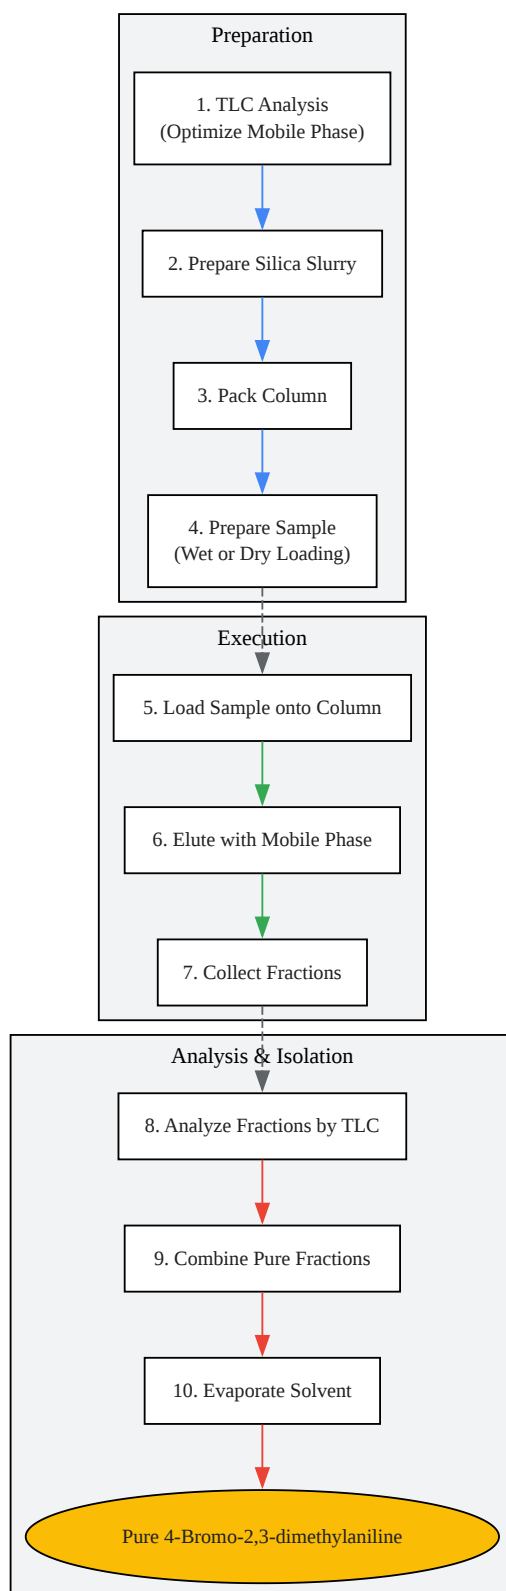 Preparation
1. TLC Analysis
(Optimize Mobile Phase)
2. Prepare Silica Slurry
3. Pack Column
4. Prepare Sample
(Wet or Dry Loading)
Execution
5. Load Sample onto Column
6. Elute with Mobile Phase
7. Collect Fractions
Analysis & Isolation
8. Analyze Fractions by TLC
9. Combine Pure Fractions
10. Evaporate Solvent
Pure 4-Bromo-2,3-dimethylaniline